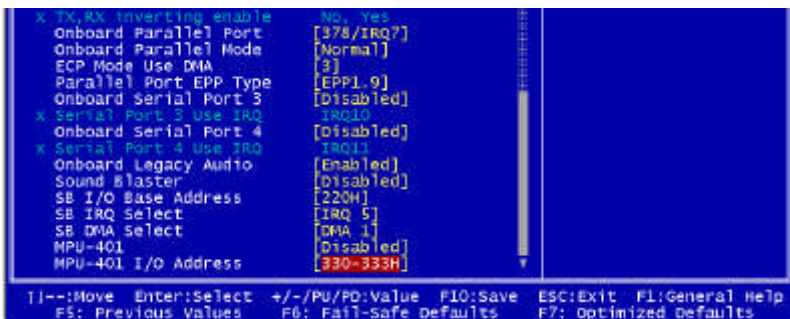 x TX,RX inverting enable No, Yes
Onboard Parallel Port [378/IRQ7]
Onboard Parallel Mode [Normal]
ECP Mode Use DMA [3]
Parallel Port EPP Type [EPP1.9]
Onboard Serial Port 3 [Disabled]
x Serial Port 3 Use IRQ IRQ10
Onboard Serial Port 4 [Disabled]
x Serial Port 4 Use IRQ IRQ11
Onboard Legacy Audio [Enabled]
Sound Blaster [Disabled]
SB I/O Base Address [220H]
SB IRQ Select [IRQ 5]
SB DMA Select [DMA 1]
MPU-401 [Disabled]
MPU-401 I/O Address [330-333H]
↑↓--:Move Enter:Select +/-/PU/PD:Value F10:Save ESC:Exit F1:General Help
F5: Previous Values F6: Fail-Safe Defaults F7: Optimized Defaults